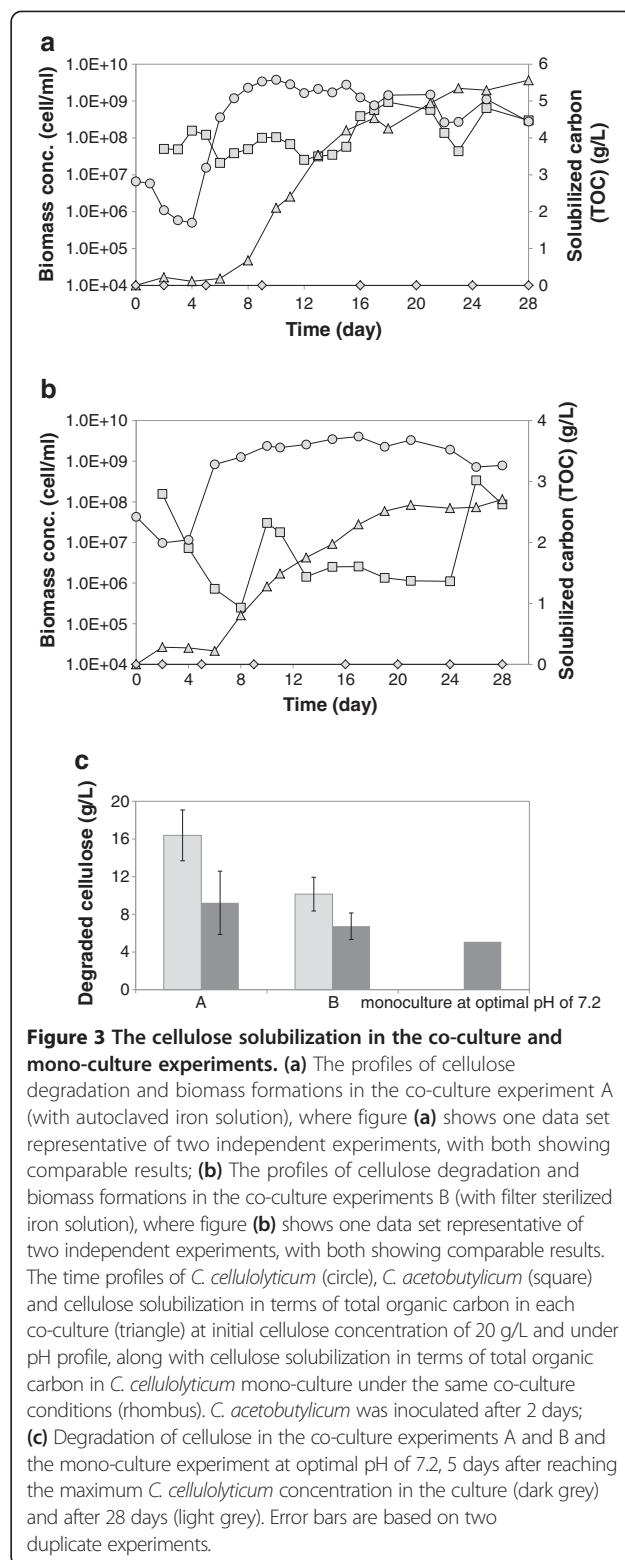 a
Biomass conc. (cell/ml)
1.0E+10
1.0E+09
1.0E+08
1.0E+07
1.0E+06
1.0E+05
1.0E+04
6
5
4
3
2
1
0
Solubilized carbon
(TOC) (g/L)
0 4 8 12 16 20 24 28
Time (day)
b
Biomass conc. (cell/ml)
1.0E+10
1.0E+09
1.0E+08
1.0E+07
1.0E+06
1.0E+05
1.0E+04
4
3
2
1
0
Solubilized carbon (TOC) (g/L)
0 4 8 12 16 20 24 28
Time (day)
c
Degraded cellulose (g/L)
20
16
12
8
4
0
A B monoculture at optimal pH of 7.2
Figure 3 The cellulose solubilization in the co-culture and
mono-culture experiments. (a) The profiles of cellulose
degradation and biomass formations in the co-culture experiment A
(with autoclaved iron solution), where figure (a) shows one data set
representative of two independent experiments, with both showing
comparable results; (b) The profiles of cellulose degradation and
biomass formations in the co-culture experiments B (with filter sterilized
iron solution), where figure (b) shows one data set representative of
two independent experiments, with both showing comparable results.
The time profiles of C. cellulolyticum (circle), C. acetobutylicum (square)
and cellulose solubilization in terms of total organic carbon in each
co-culture (triangle) at initial cellulose concentration of 20 g/L and under
pH profile, along with cellulose solubilization in terms of total organic
carbon in C. cellulolyticum mono-culture under the same co-culture
conditions (rhombus). C. acetobutylicum was inoculated after 2 days;
(c) Degradation of cellulose in the co-culture experiments A and B and
the mono-culture experiment at optimal pH of 7.2, 5 days after reaching
the maximum C. cellulolyticum concentration in the culture (dark grey)
and after 28 days (light grey). Error bars are based on two
duplicate experiments.